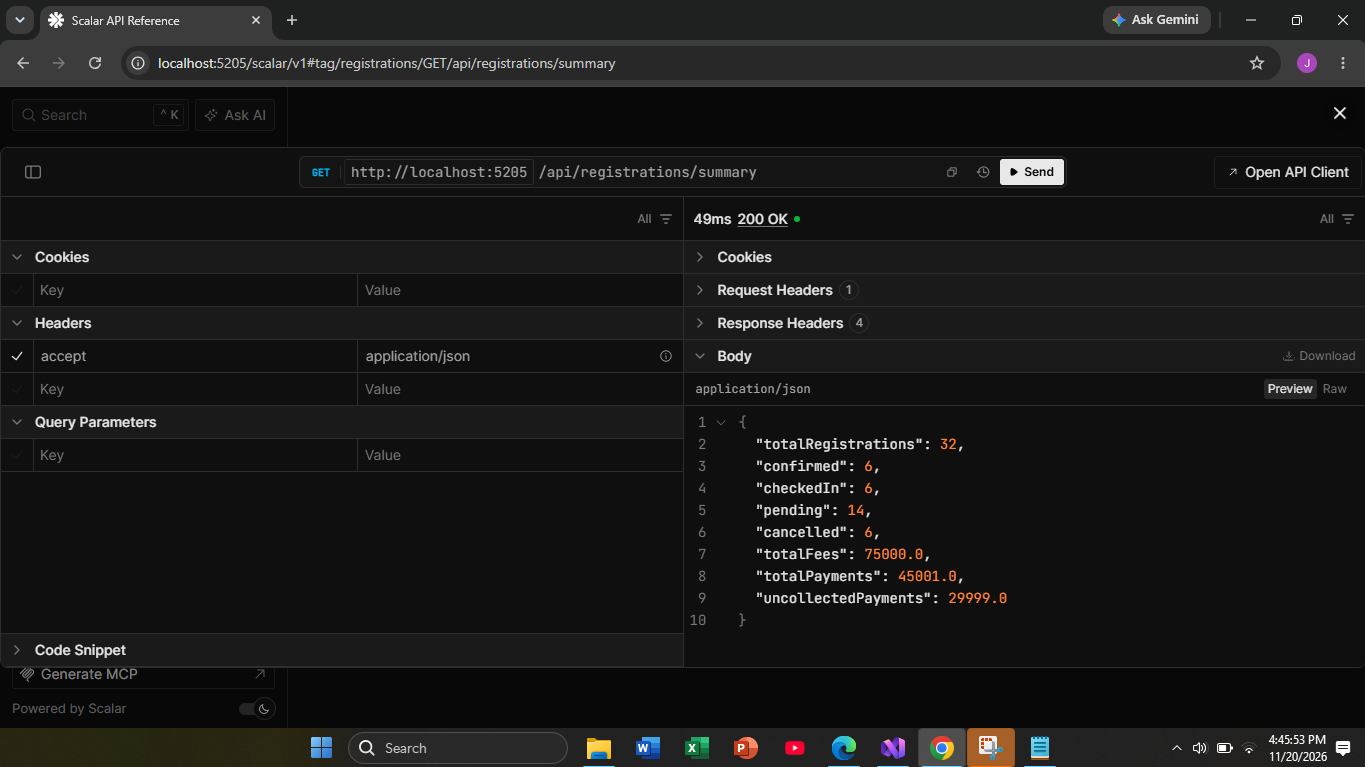 Scalar API Reference
Ask Gemini
localhost:5205/scalar/v1#tag/registrations/GET/api/registrations/summary
J
Search
^ K
Ask AI
GET http://localhost:5205 /api/registrations/summary
Send
Open API Client
All
49ms 200 OK
All
Cookies
Key Value
Headers
accept application/json
Key Value
Query Parameters
Key Value
Code Snippet
Cookies
Request Headers 1
Response Headers 4
Body
Download
application/json
Preview Raw
1 {
2 "totalRegistrations": 32,
3 "confirmed": 6,
4 "checkedIn": 6,
5 "pending": 14,
6 "cancelled": 6,
7 "totalFees": 75000.0,
8 "totalPayments": 45001.0,
9 "uncollectedPayments": 29999.0
10 }
Generate MCP
Powered by Scalar
Search
W
X
P
4:45:53 PM
11/20/2026